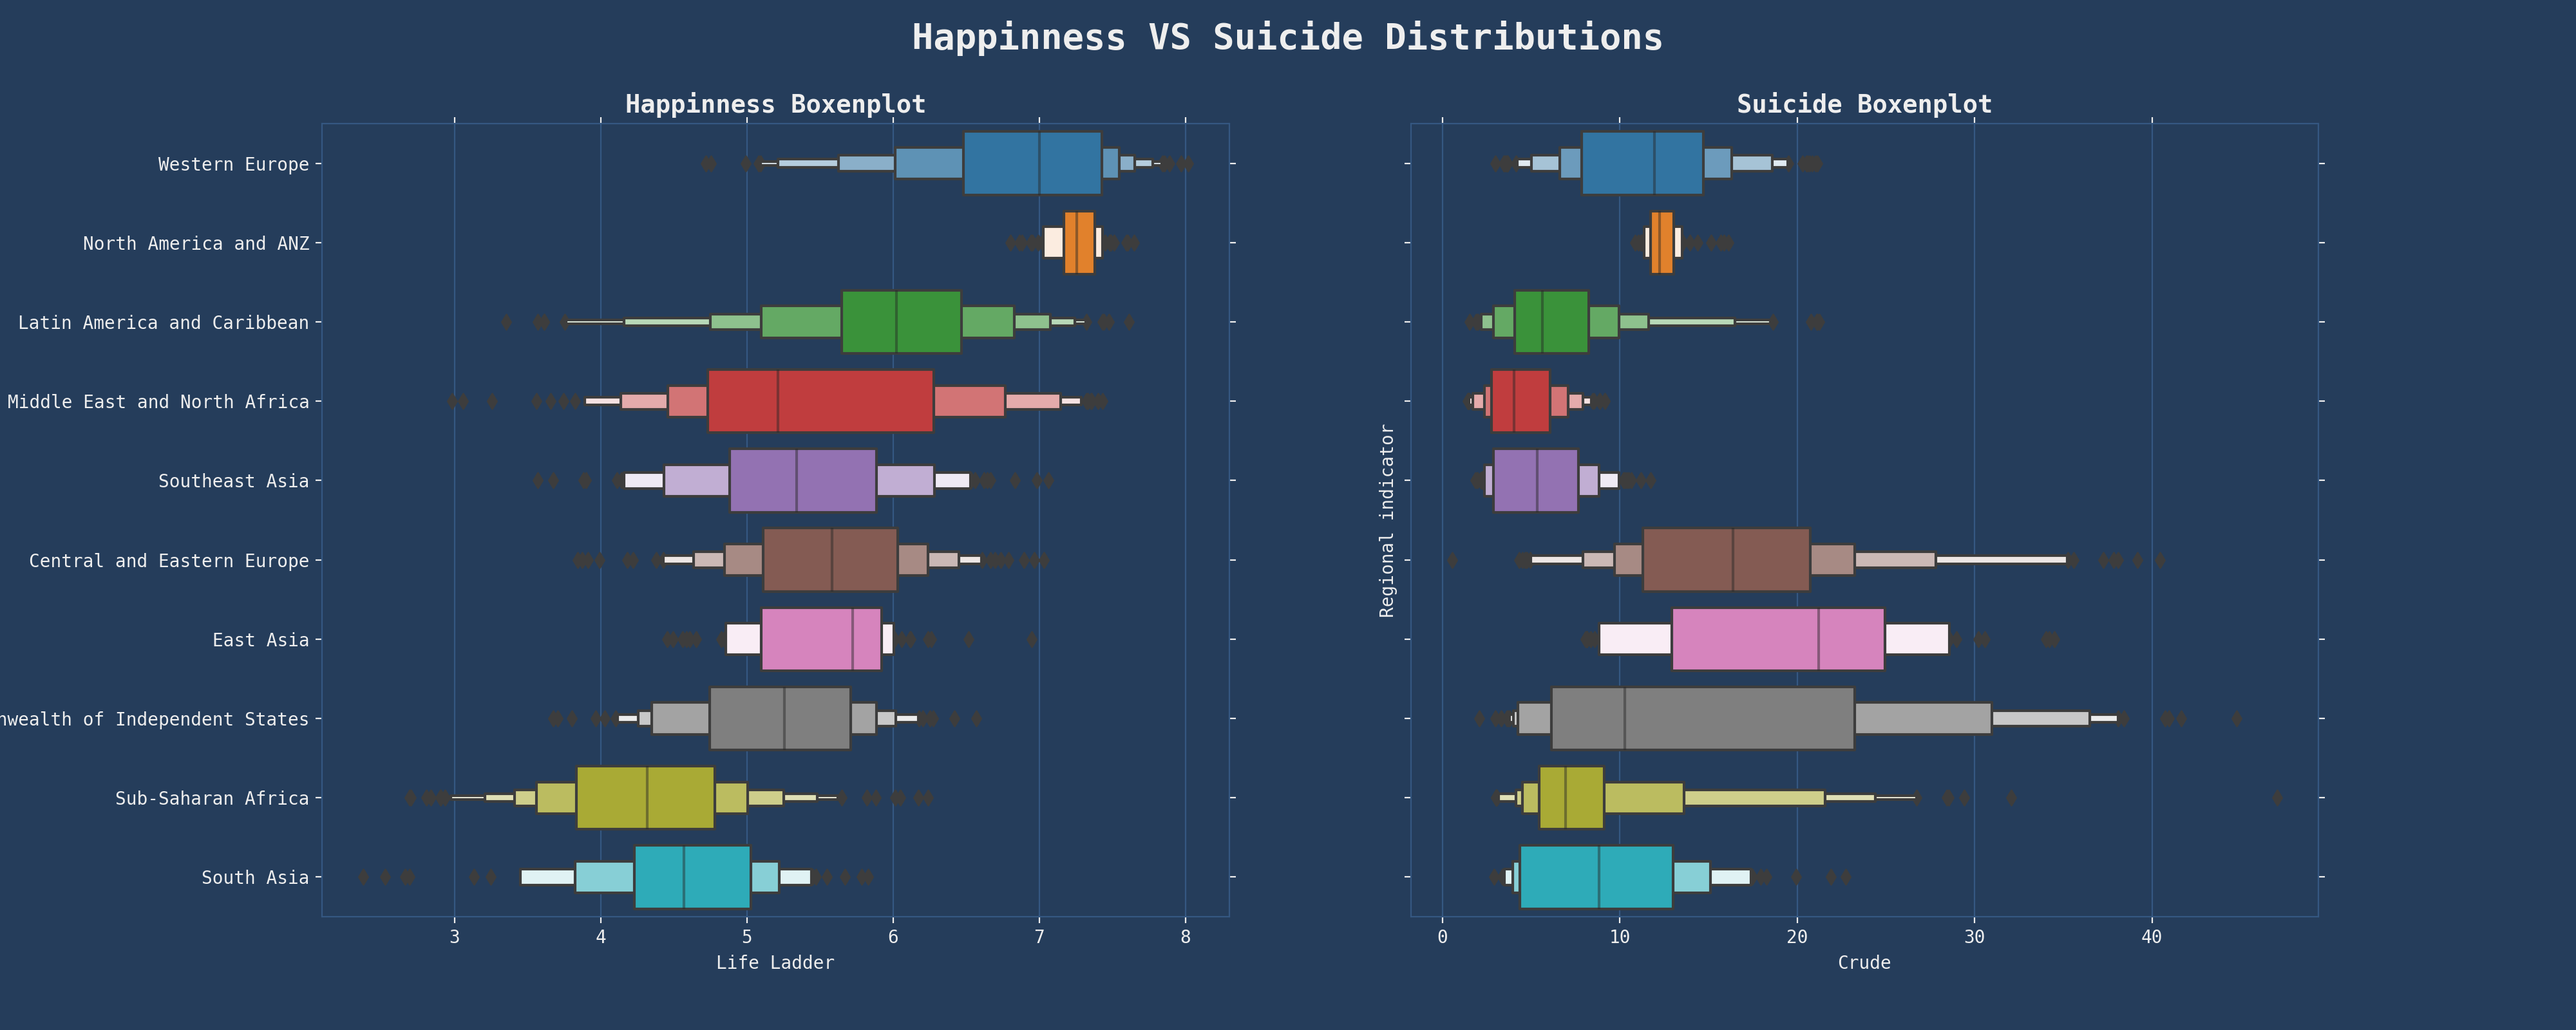 Happinness VS Suicide Distributions
Happinness Boxenplot
Suicide Boxenplot
Western Europe
North America and ANZ
Latin America and Caribbean
Middle East and North Africa
Southeast Asia
Central and Eastern Europe
East Asia
nwealth of Independent States
Sub-Saharan Africa
South Asia
3 4 5 6 7 8
Life Ladder
Regional indicator
0 10 20 30 40
Crude